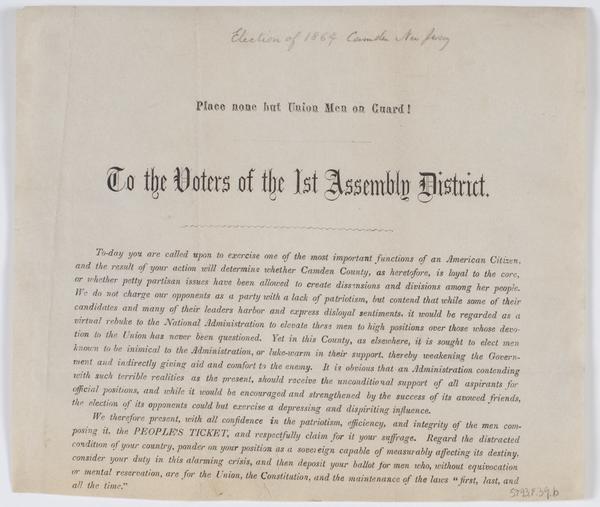 Election of 1864 Camden New Jersey
Place none but Union Men on Guard!
To the Voters of the 1st Assembly District.
To-day you are called upon to exercise one of the most important functions of an American Citizen,
and the result of your action will determine whether Camden County, as heretofore, is loyal to the core,
or whether petty partisan issues have been allowed to create dissensions and divisions among her people.
We do not charge our opponents as a party with a lack of patriotism, but contend that while some of their
candidates and many of their leaders harbor and express disloyal sentiments, it would be regarded as a
virtual rebuke to the National Administration to elevate these men to high positions over those whose devo-
tion to the Union has never been questioned. Yet in this County, as elsewhere, it is sought to elect men
known to be inimical to the Administration, or luke-warm in their support, thereby weakening the Govern-
ment and indirectly giving aid and comfort to the enemy. It is obvious that an Administration contending
with such terrible realities as the present, should receive the unconditional support of all aspirants for
official positions, and while it would be encouraged and strengthened by the success of its avowed friends,
the election of its opponents could but exercise a depressing and dispiriting influence.
We therefore present, with all confidence in the patriotism, efficiency, and integrity of the men com-
posing it, the PEOPLE'S TICKET, and respectfully claim for it your suffrage. Regard the distracted
condition of your country, ponder on your position as a sovereign capable of measurably affecting its destiny,
consider your duty in this alarming crisis, and then deposit your ballot for men who, without equivocation
or mental reservation, are for the Union, the Constitution, and the maintenance of the laws "first, last, and
all the time."